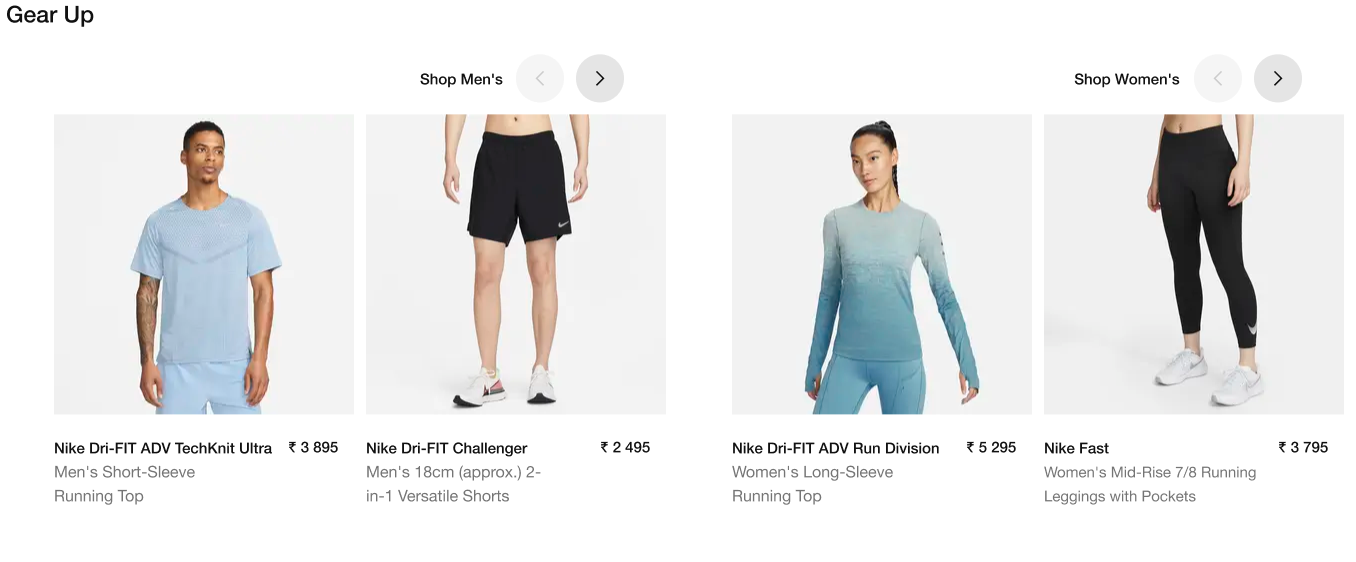 Gear Up
Shop Men's
Shop Women's
Nike Dri-FIT ADV TechKnit Ultra ₹ 3 895
Men's Short-Sleeve
Running Top
Nike Dri-FIT Challenger ₹ 2 495
Men's 18cm (approx.) 2-
in-1 Versatile Shorts
Nike Dri-FIT ADV Run Division ₹ 5 295
Women's Long-Sleeve
Running Top
Nike Fast ₹ 3 795
Women's Mid-Rise 7/8 Running
Leggings with Pockets